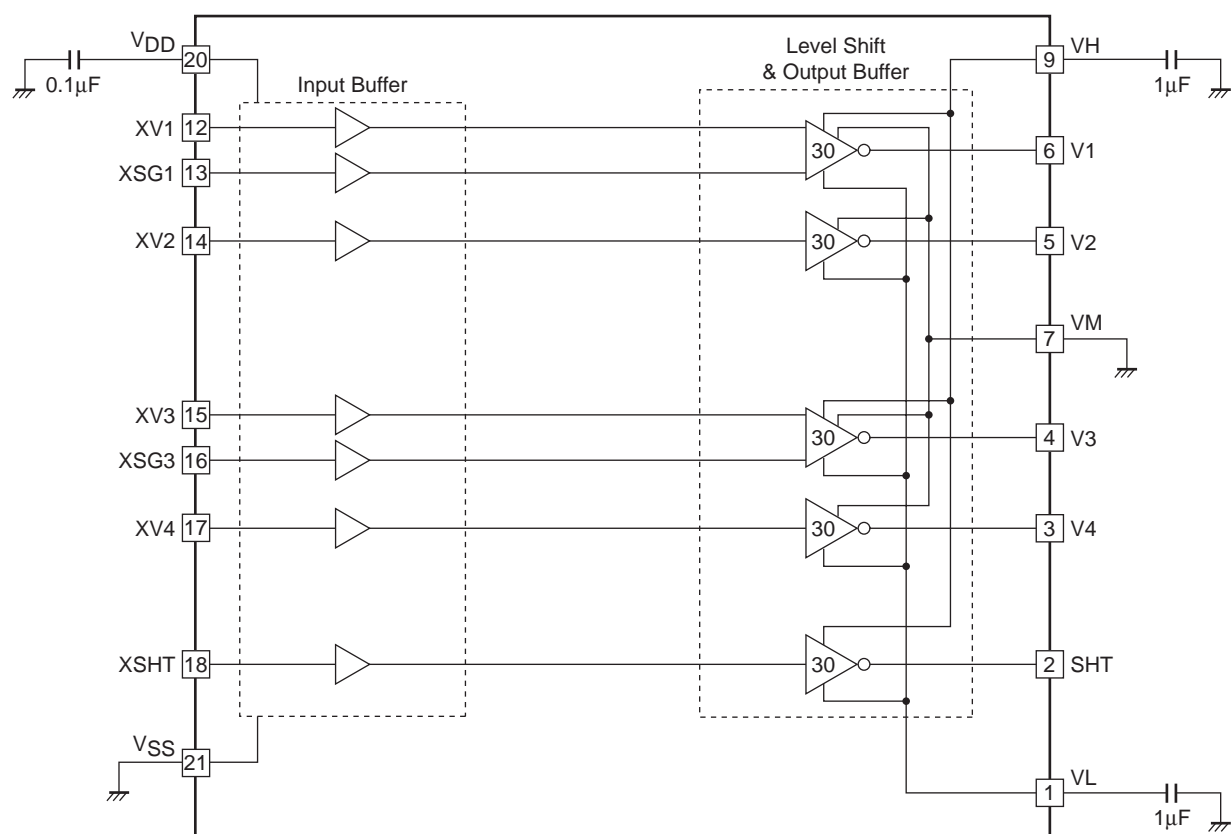 VDD
20
0.1µF
Input Buffer
Level Shift
& Output Buffer
9
VH
1µF
XV1
12
30
6
V1
XSG1
13
XV2
14
30
5
V2
7
VM
XV3
15
30
4
V3
XSG3
16
XV4
17
30
3
V4
XSHT
18
30
2
SHT
VSS
21
1
VL
1µF